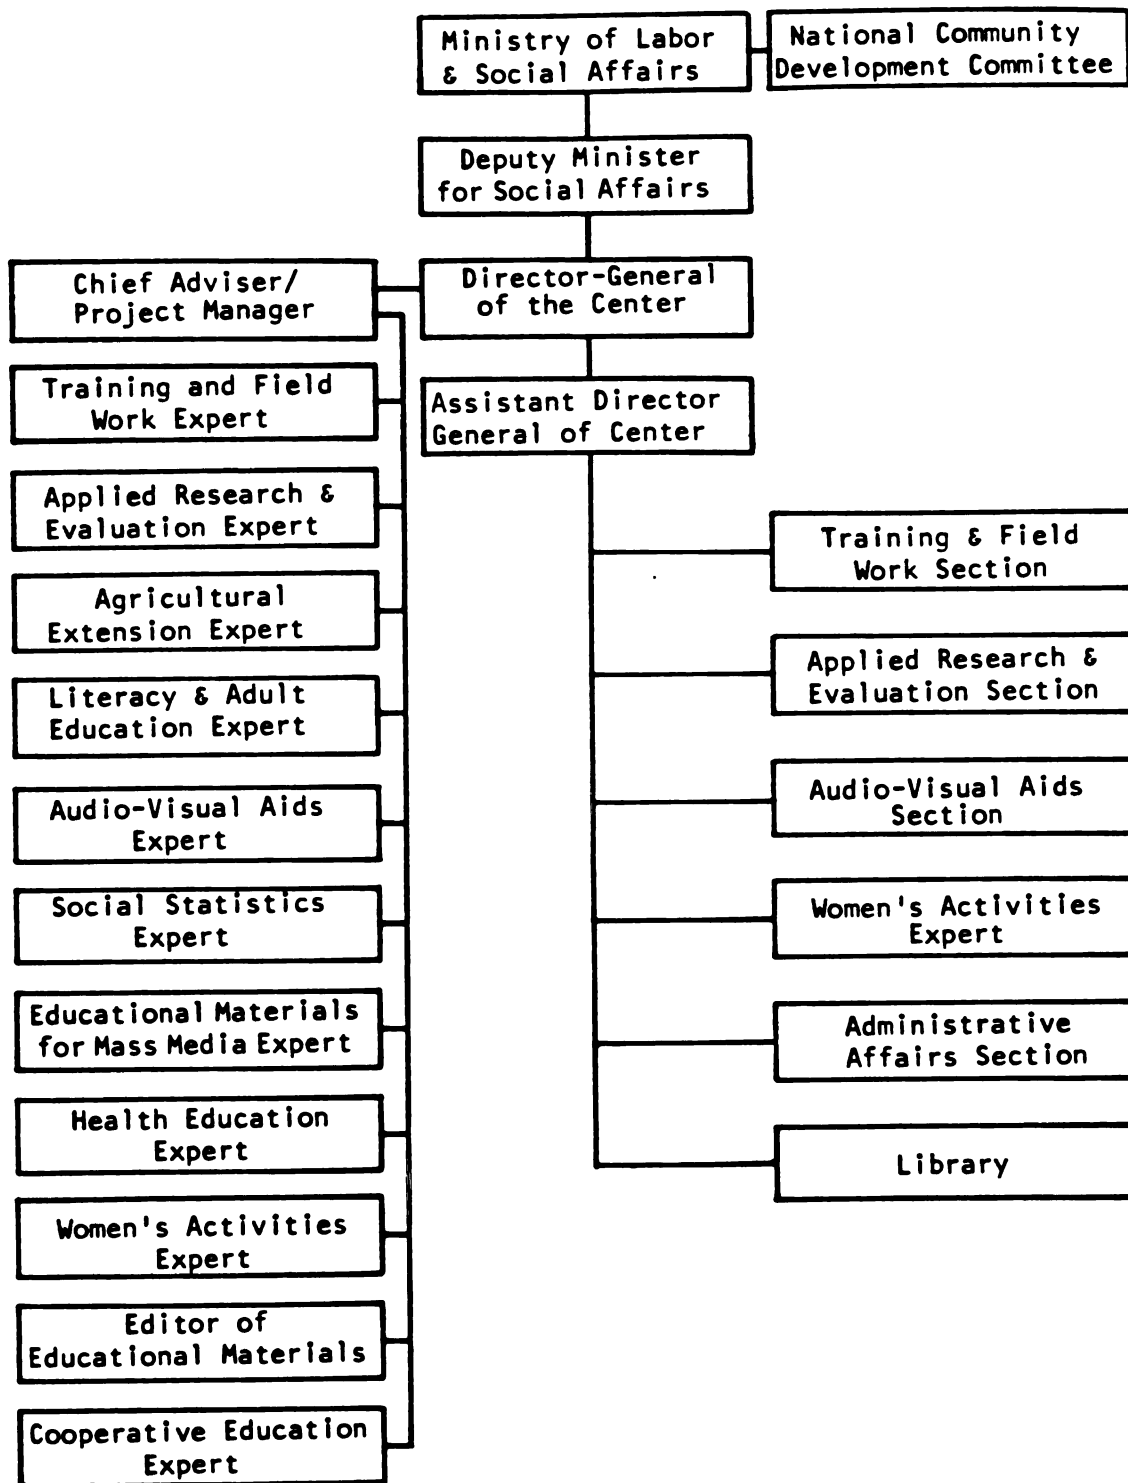 Ministry of Labor
& Social Affairs
National Community
Development Committee
Deputy Minister
for Social Affairs
Director-General
of the Center
Chief Adviser/
Project Manager
Assistant Director
General of Center
Training and Field
Work Expert
Applied Research &
Evaluation Expert
Agricultural
Extension Expert
Literacy & Adult
Education Expert
Audio-Visual Aids
Expert
Social Statistics
Expert
Educational Materials
for Mass Media Expert
Health Education
Expert
Women's Activities
Expert
Editor of
Educational Materials
Cooperative Education
Expert
Training & Field
Work Section
Applied Research &
Evaluation Section
Audio-Visual Aids
Section
Women's Activities
Expert
Administrative
Affairs Section
Library